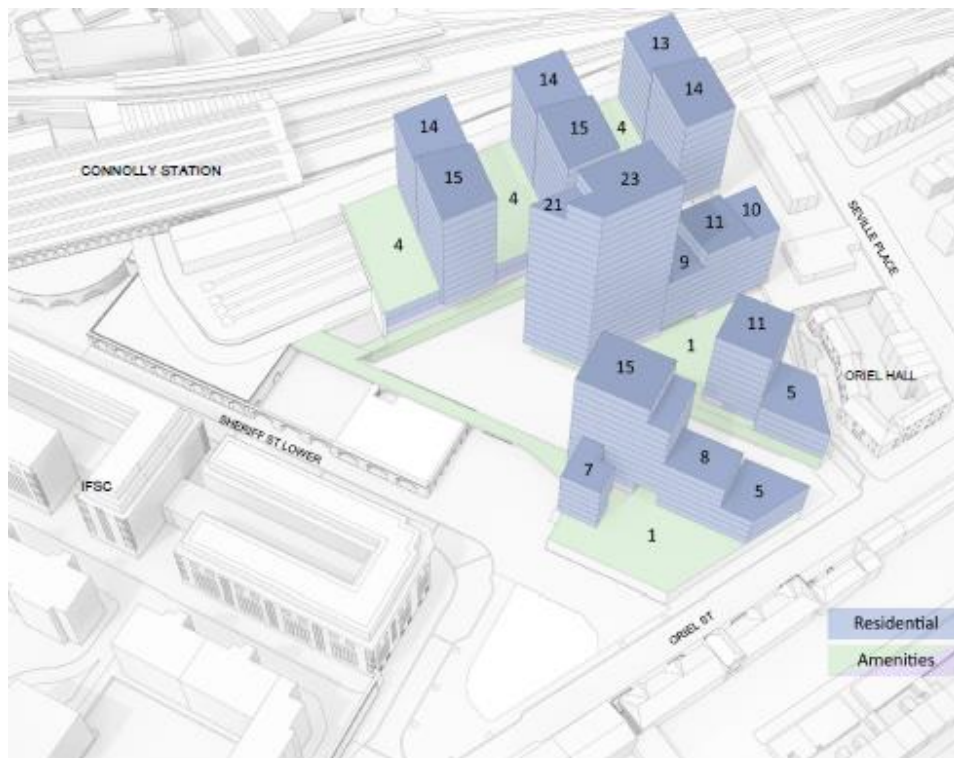 13
14
14
14
15
4
CONNOLLY STATION
15
4
23
21
11
10
SEVILLE PLACE
4
9
11
1
15
ORIEL HALL
5
SHERIFF ST LOWER
7
8
IFSC
5
1
ORIEL ST
Residential
Amenities